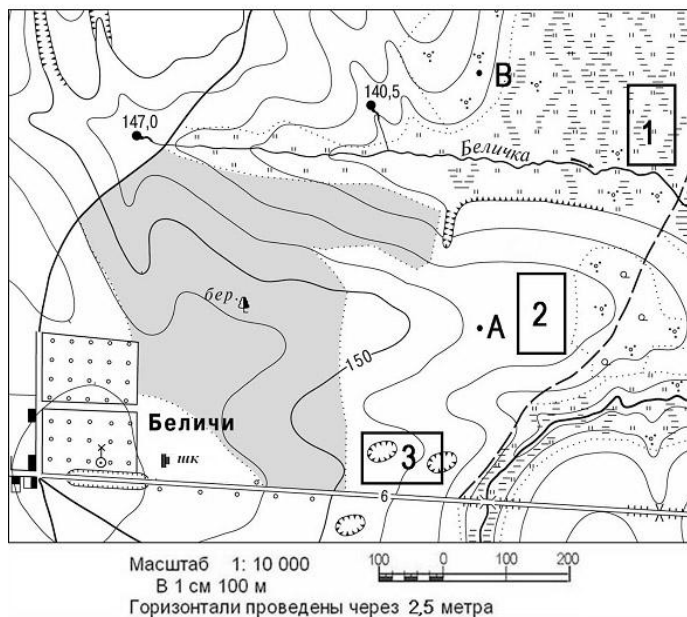 140,5
В
147,0
1
Беличка
бер.
2
А
150
Беличи
3
шк
6
Масштаб 1: 10 000
В 1 см 100 м
100 0 100 200
Горизонтали проведены через 2,5 метра